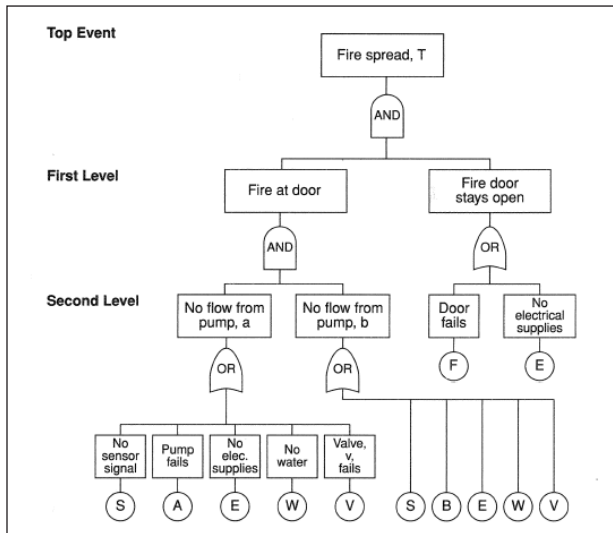 Top Event
Fire spread, T
AND
First Level
Fire at door
Fire door
stays open
AND
OR
Second Level
No flow from
pump, a
No flow from
pump, b
Door
fails
No
electrical
supplies
OR
OR
F
E
No
sensor
signal
Pump
fails
No
elec.
supplies
No
water
Valve,
v,
fails
S
A
E
W
V
S
B
E
W
V